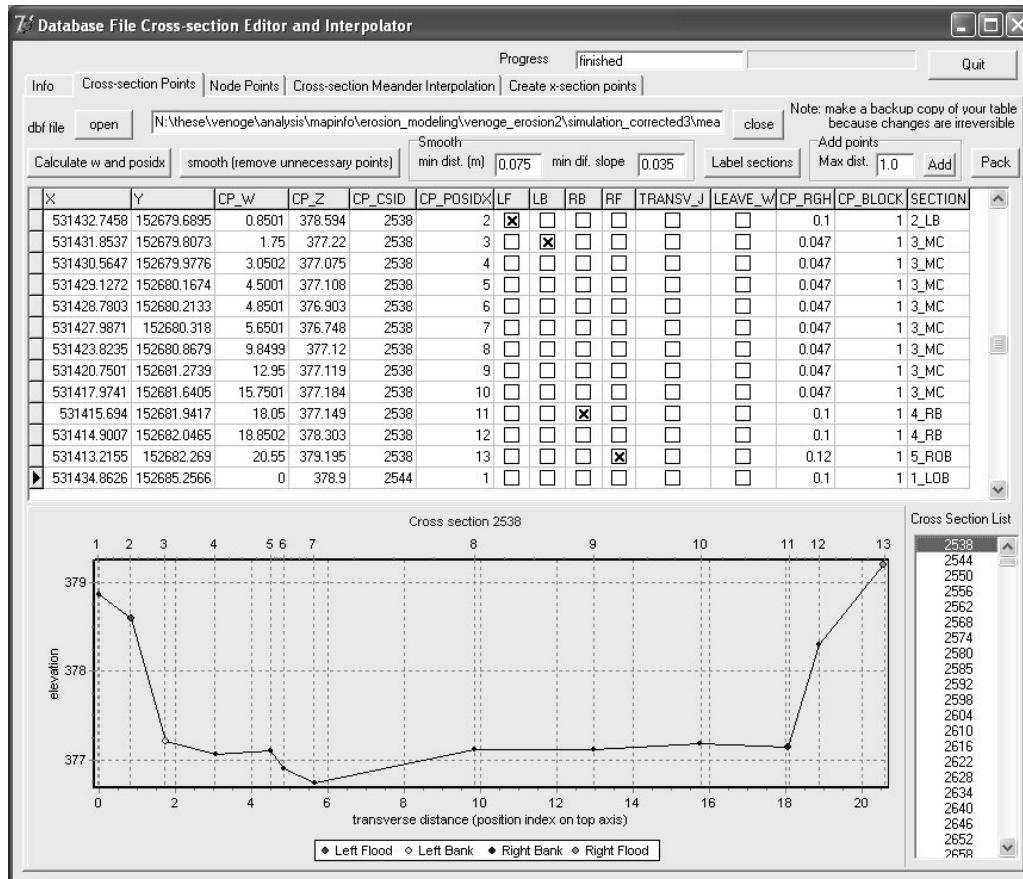 Database File Cross-section Editor and Interpolator
Progress finished Quit
Info Cross-section Points Node Points Cross-section Meander Interpolation Create x-section points
dbf file open N:\these\venoge\analysis\mapinfo\erosion_modeling\venoge_erosion2\simulation_corrected3\mea close Note: make a backup copy of your table
because changes are irreversible
Smooth Add points
Calculate w and posidx smooth (remove unnecessary points) min dist. (m) 0.075 min dif. slope 0.035 Label sections Max dist. 1.0 Add Pack
X Y CP_W CP_Z CP_CSID CP_POSIDX LF LB RB RF TRANSV_J LEAVE_W CP_RGH CP_BLOCK SECTION
531432.7458 152679.6895 0.8501 378.594 2538 2 0.1 1 2_LB
531431.8537 152679.8073 1.75 377.22 2538 3 0.047 1 3_MC
531430.5647 152679.9776 3.0502 377.075 2538 4 0.047 1 3_MC
531429.1272 152680.1674 4.5001 377.108 2538 5 0.047 1 3_MC
531428.7803 152680.2133 4.8501 376.903 2538 6 0.047 1 3_MC
531427.9871 152680.318 5.6501 376.748 2538 7 0.047 1 3_MC
531423.8235 152680.8679 9.8499 377.12 2538 8 0.047 1 3_MC
531420.7501 152681.2739 12.95 377.119 2538 9 0.047 1 3_MC
531417.9741 152681.6405 15.7501 377.184 2538 10 0.047 1 3_MC
531415.694 152681.9417 18.05 377.149 2538 11 0.1 1 4_RB
531414.9007 152682.0465 18.8502 378.303 2538 12 0.1 1 4_RB
531413.2155 152682.269 20.55 379.195 2538 13 0.12 1 5_ROB
531434.8626 152685.2566 0 378.9 2544 1 0.1 1 1_LOB
Cross section 2538
1 2 3 4 5 6 7 8 9 10 11 12 13
379
378
377
elevation
0 2 4 6 8 10 12 14 16 18 20
transverse distance (position index on top axis)
Left Flood Left Bank Right Bank Right Flood
Cross Section List
2538
2544
2550
2556
2562
2568
2574
2580
2585
2592
2598
2604
2610
2616
2622
2628
2634
2640
2646
2652
2658